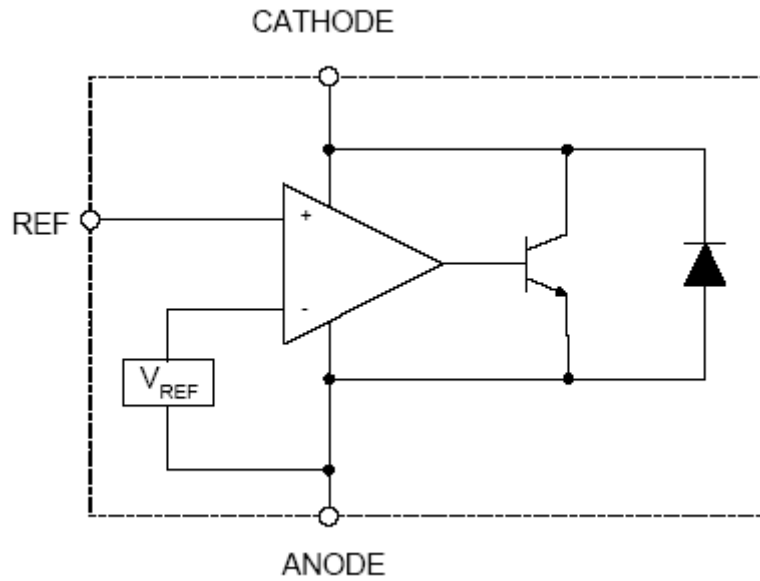 CATHODE
REF
+
-
VREF
ANODE